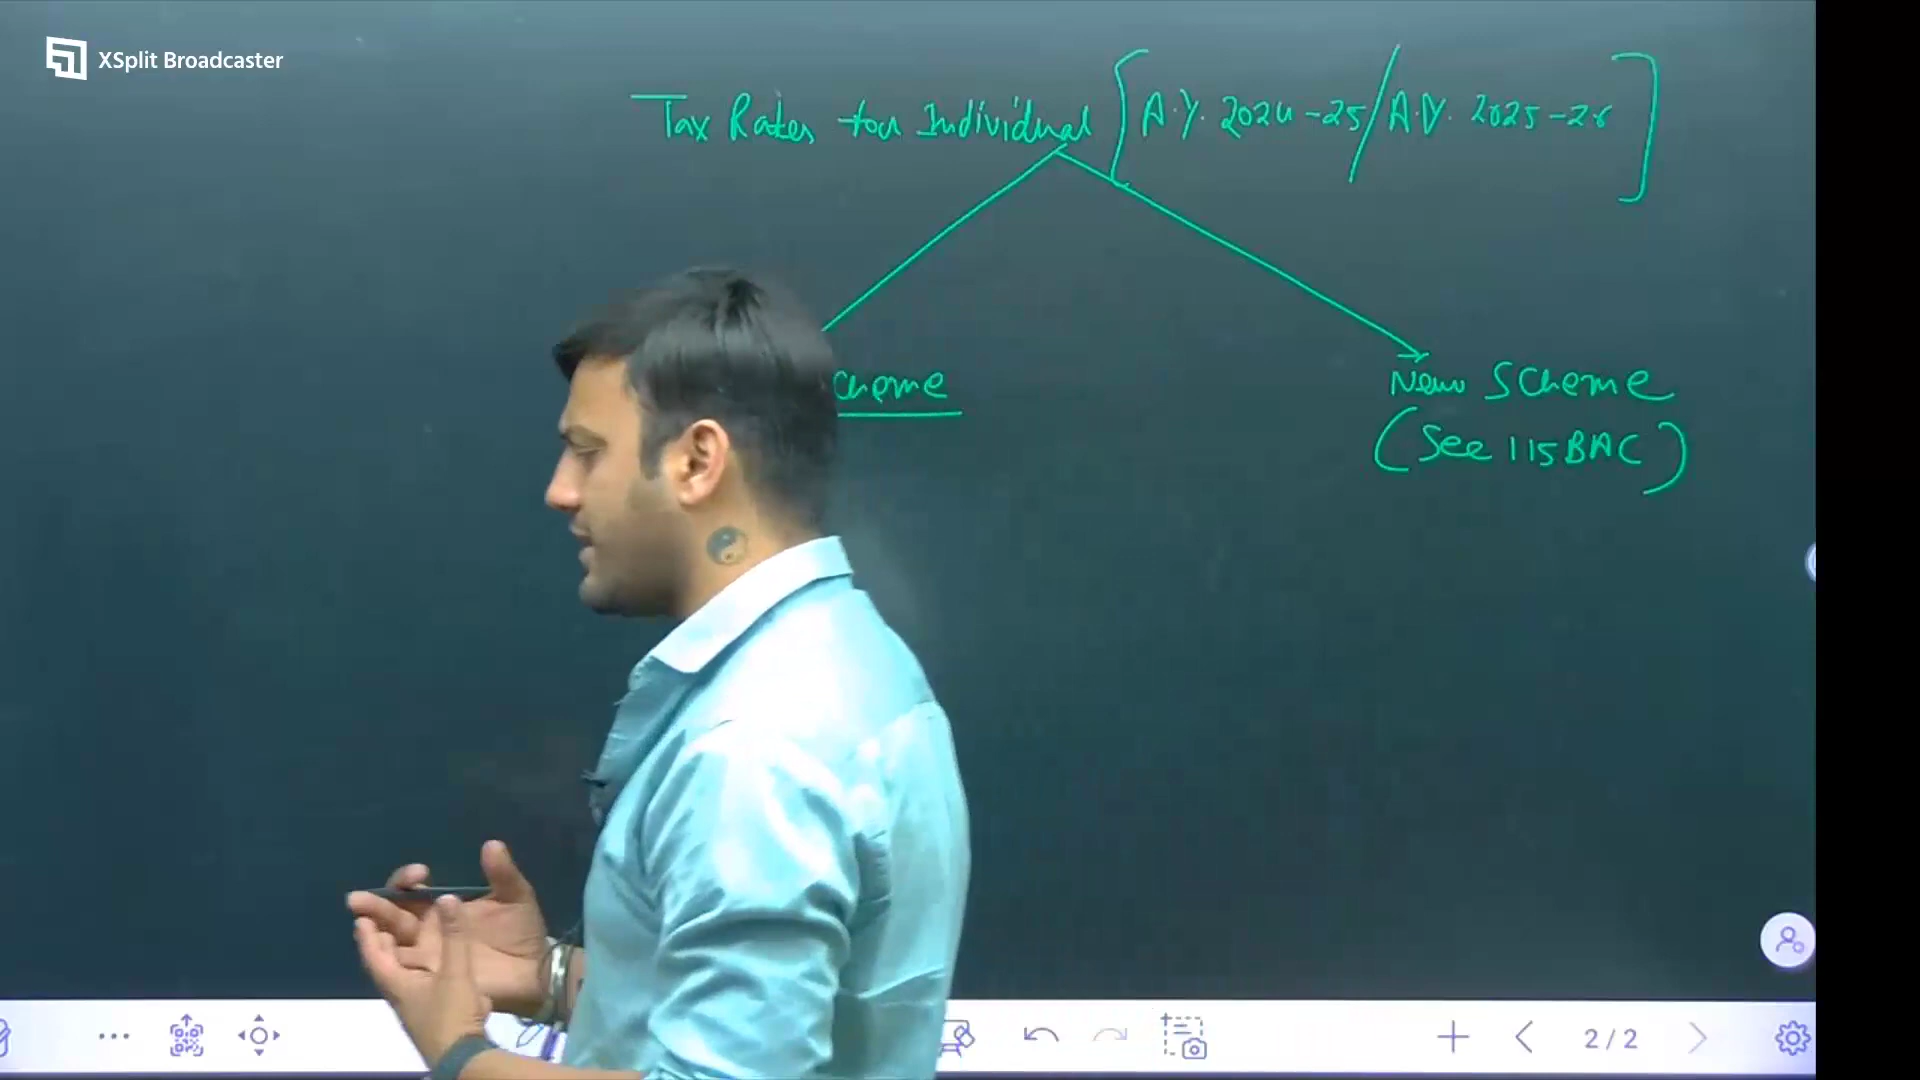 XSplit Broadcaster
Tax Rates for Individual [A.Y. 2024-25/A.Y. 2025-26]
cheme
New Scheme
(See 115BAC)
2/2